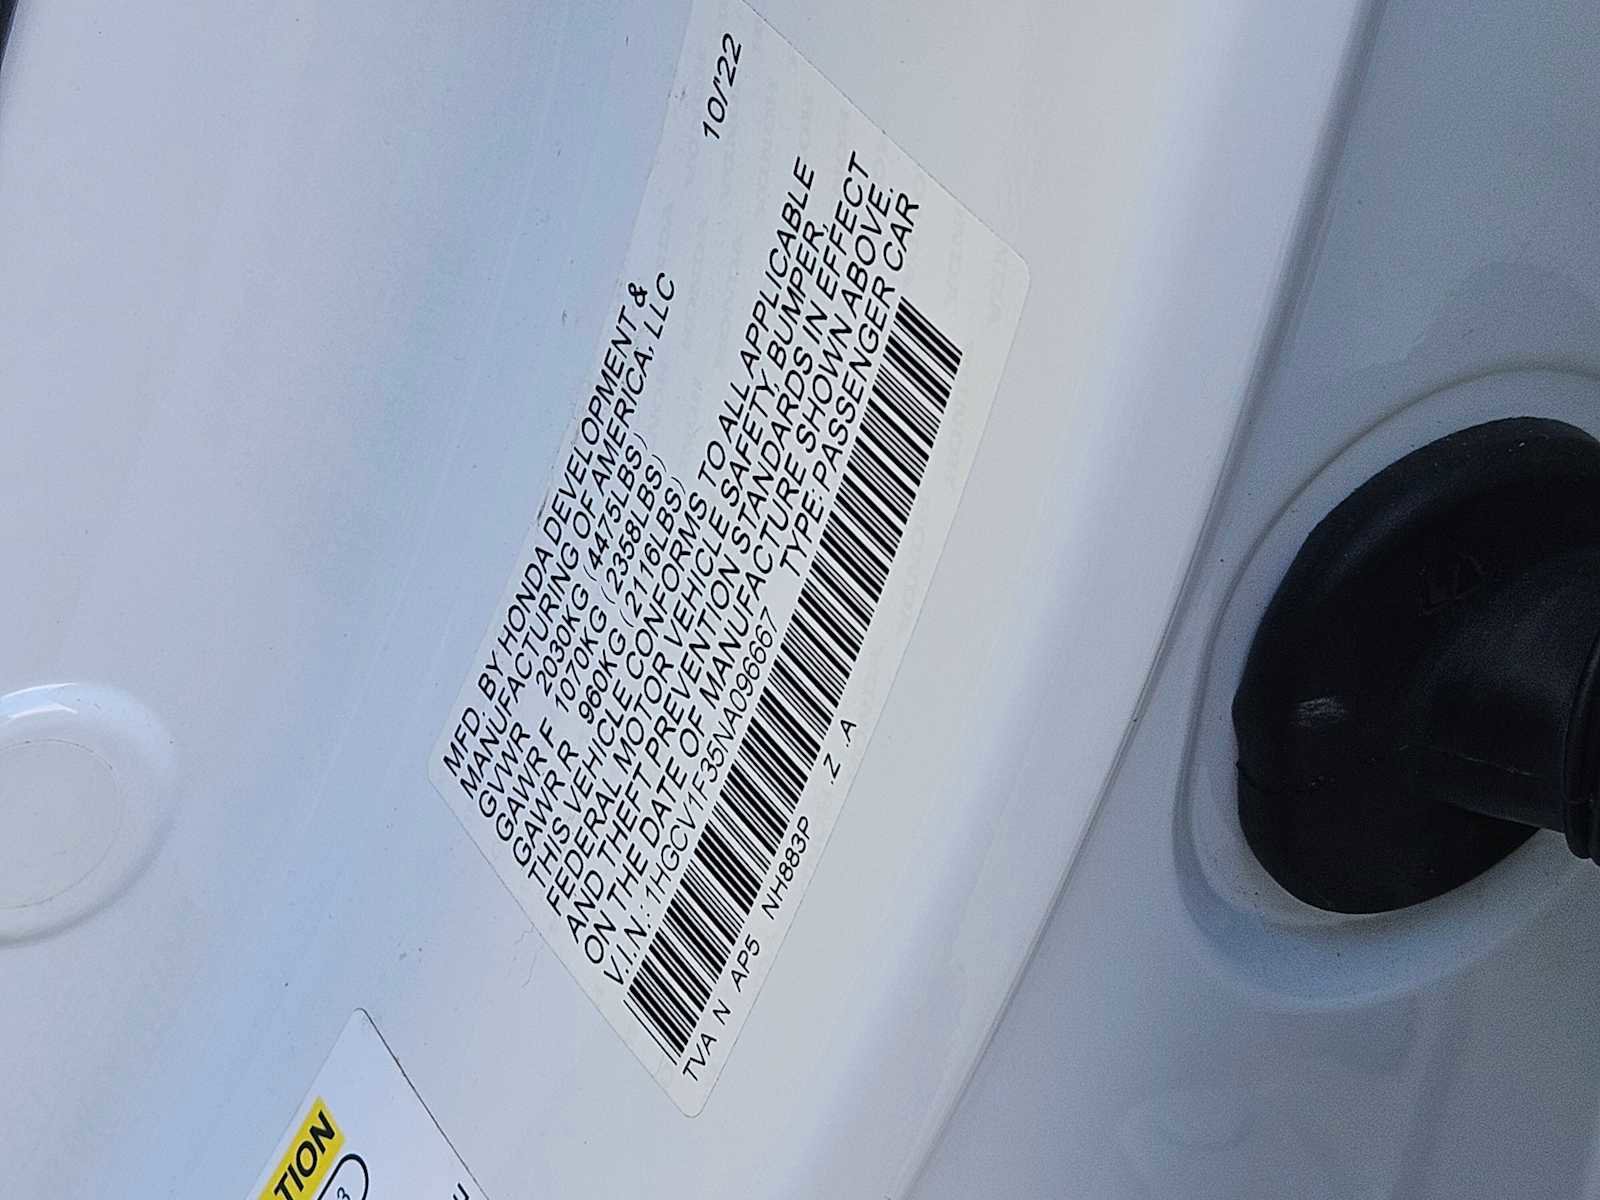 10/'22
MFD. BY HONDA DEVELOPMENT &
MANUFACTURING OF AMERICA, LLC
GVWR 2030KG (4475LBS)
GAWR F 1070KG (2358LBS)
GAWR R 960KG (2116LBS)
THIS VEHICLE CONFORMS TO ALL APPLICABLE
FEDERAL MOTOR VEHICLE SAFETY, BUMPER,
AND THEFT PREVENTION STANDARDS IN EFFECT
ON THE DATE OF MANUFACTURE SHOWN ABOVE.
V.I.N.: 1HGCV1F35NA096667 TYPE:PASSENGER CAR
TVA N AP5 NH883P .Z .A
TION
3